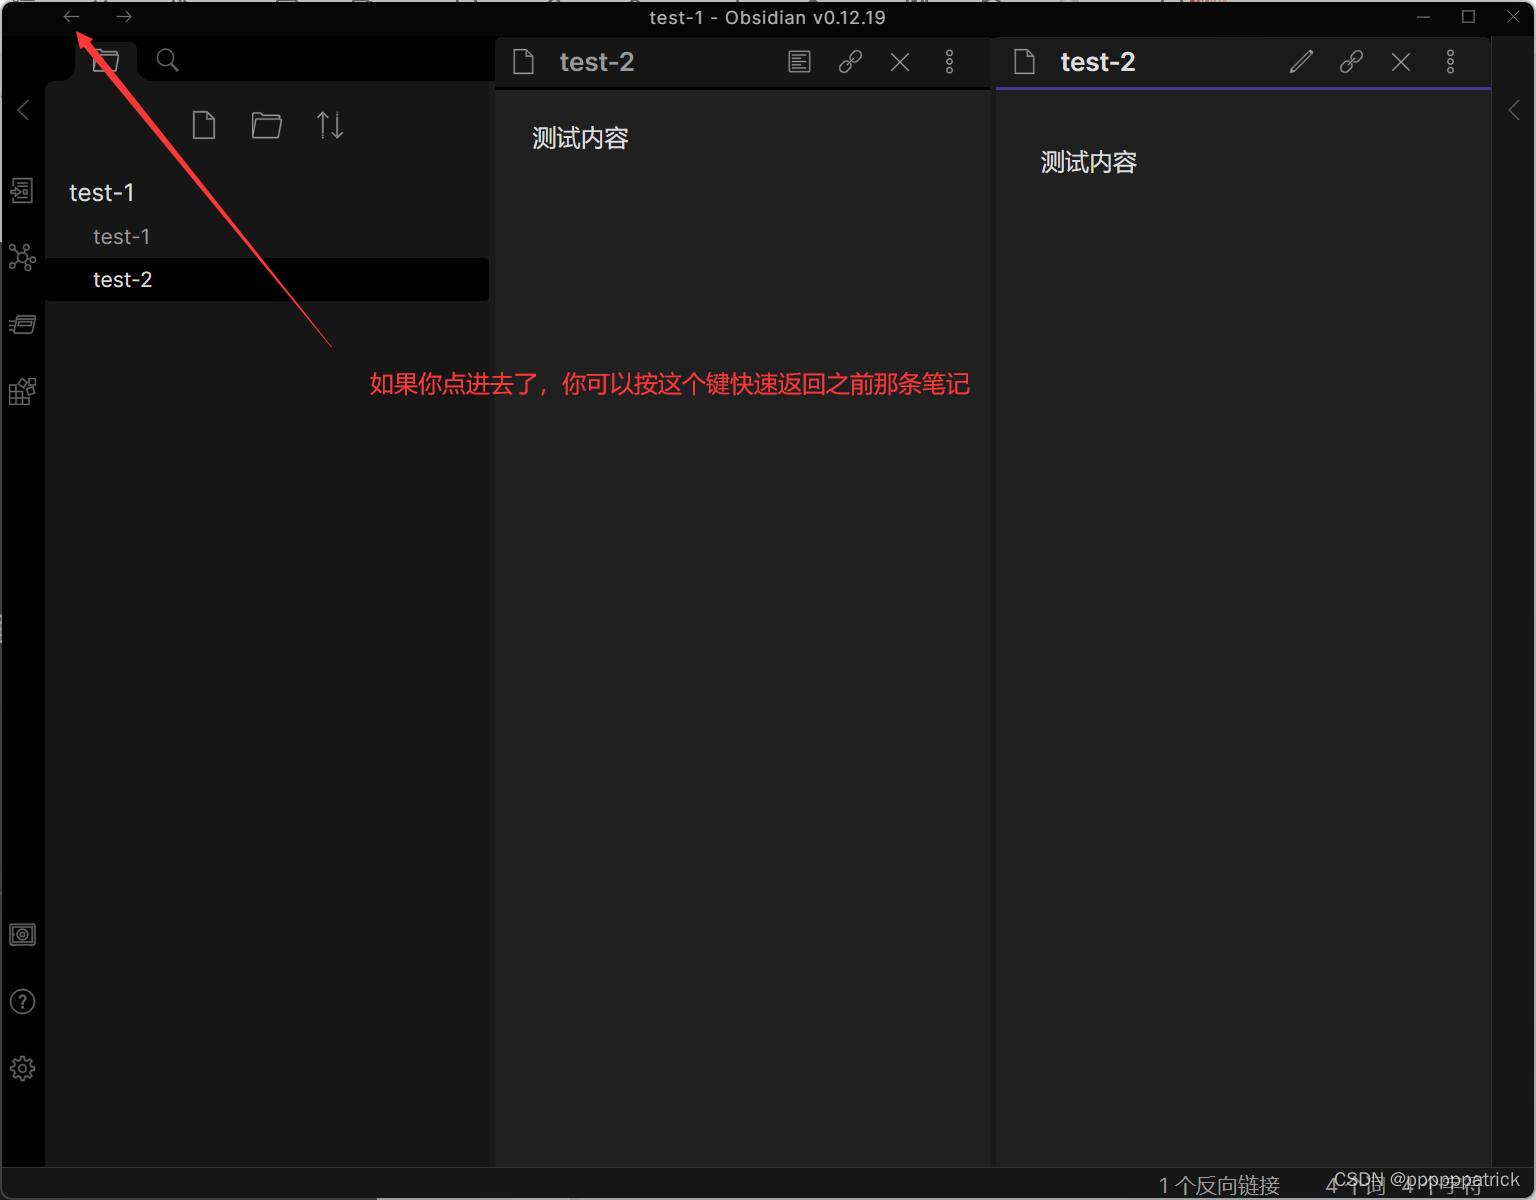 test-1 - Obsidian v0.12.19
test-2
test-2
测试内容
测试内容
test-1
test-1
test-2
如果你点进去了，你可以按这个键快速返回之前那条笔记
1 个反向链接
4 个词
4 个字符
CSDN @ppopppatrick